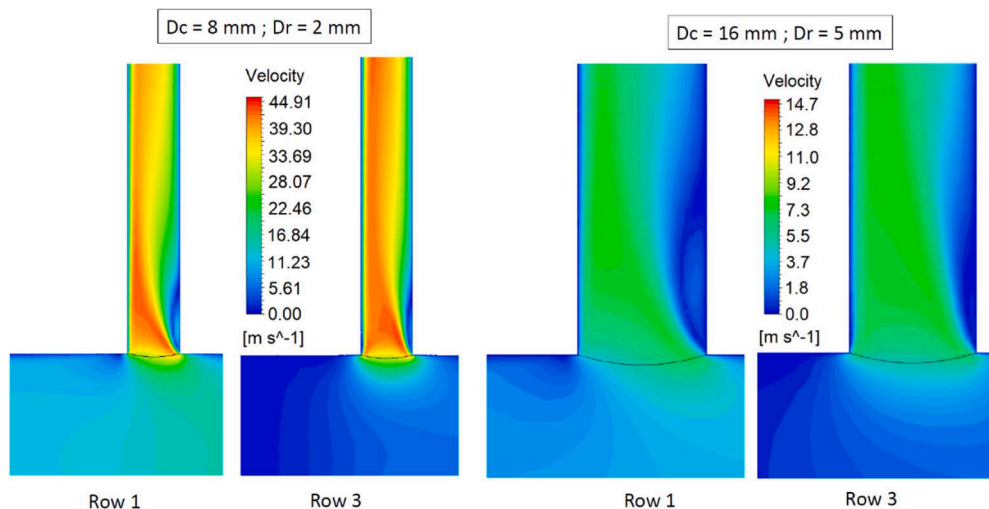 Dc = 8 mm ; Dr = 2 mm
Dc = 16 mm ; Dr = 5 mm
Velocity
44.91
39.30
33.69
28.07
22.46
16.84
11.23
5.61
0.00
[m s^-1]
Velocity
14.7
12.8
11.0
9.2
7.3
5.5
3.7
1.8
0.0
[m s^-1]
Row 1
Row 3
Row 1
Row 3